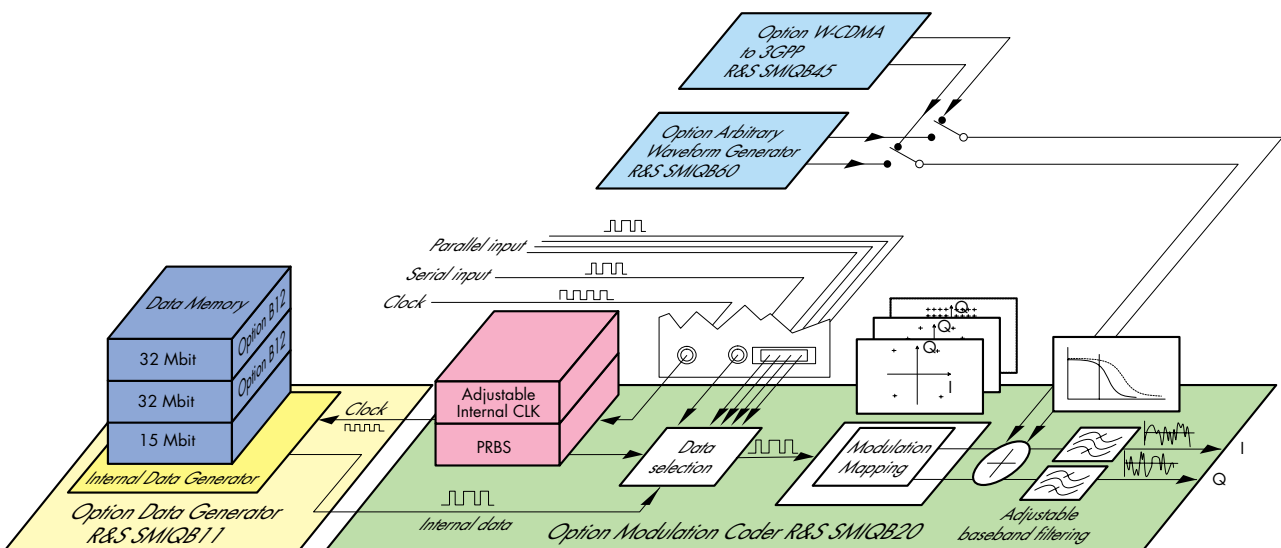 Option W-CDMA
to 3GPP
R&S SMIQB45
Option Arbitrary
Waveform Generator
R&S SMIQB60
Parallel input
Serial input
Clock
Data Memory
Option B12
Option B12
32 Mbit
32 Mbit
15 Mbit
Internal Data Generator
Option Data Generator
R&S SMIQB11
Clock
Adjustable
Internal CLK
PRBS
Internal data
Data
selection
Q
Q
Q
I
Modulation
Mapping
I
Q
Adjustable
baseband filtering
Option Modulation Coder R&S SMIQB20